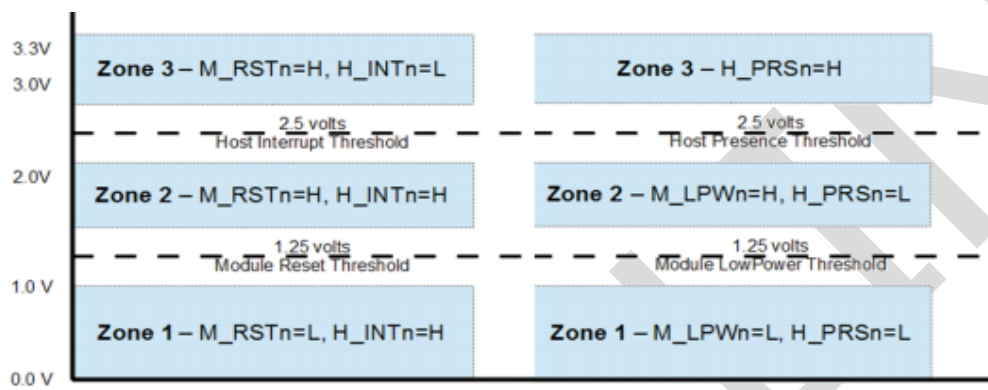 3.3V
Zone 3 – M_RSTn=H, H_INTn=L
Zone 3 – H_PRSn=H
3.0V
2.5 volts
Host Interrupt Threshold
2.5 volts
Host Presence Threshold
2.0V
Zone 2 – M_RSTn=H, H_INTn=H
Zone 2 – M_LPWn=H, H_PRSn=L
1.25 volts
Module Reset Threshold
1.25 volts
Module LowPower Threshold
1.0 V
Zone 1 – M_RSTn=L, H_INTn=H
Zone 1 – M_LPWn=L, H_PRSn=L
0.0 V